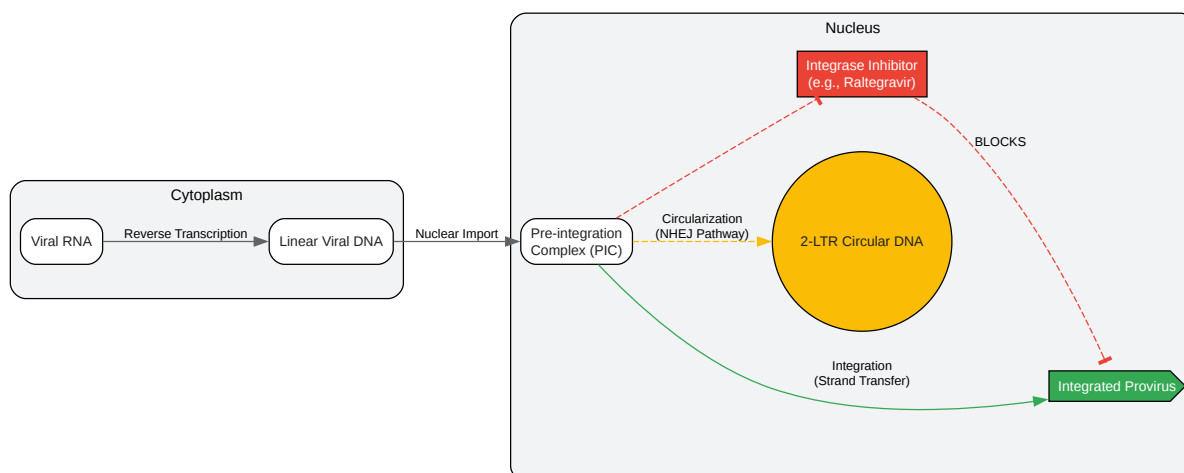 Nucleus
Integrase Inhibitor
(e.g., Raltegravir)
BLOCKS
Cytoplasm
Viral RNA
Reverse Transcription
Linear Viral DNA
Nuclear Import
Pre-integration
Complex (PIC)
Circularization
(NHEJ Pathway)
2-LTR Circular DNA
Integration
(Strand Transfer)
Integrated Provirus